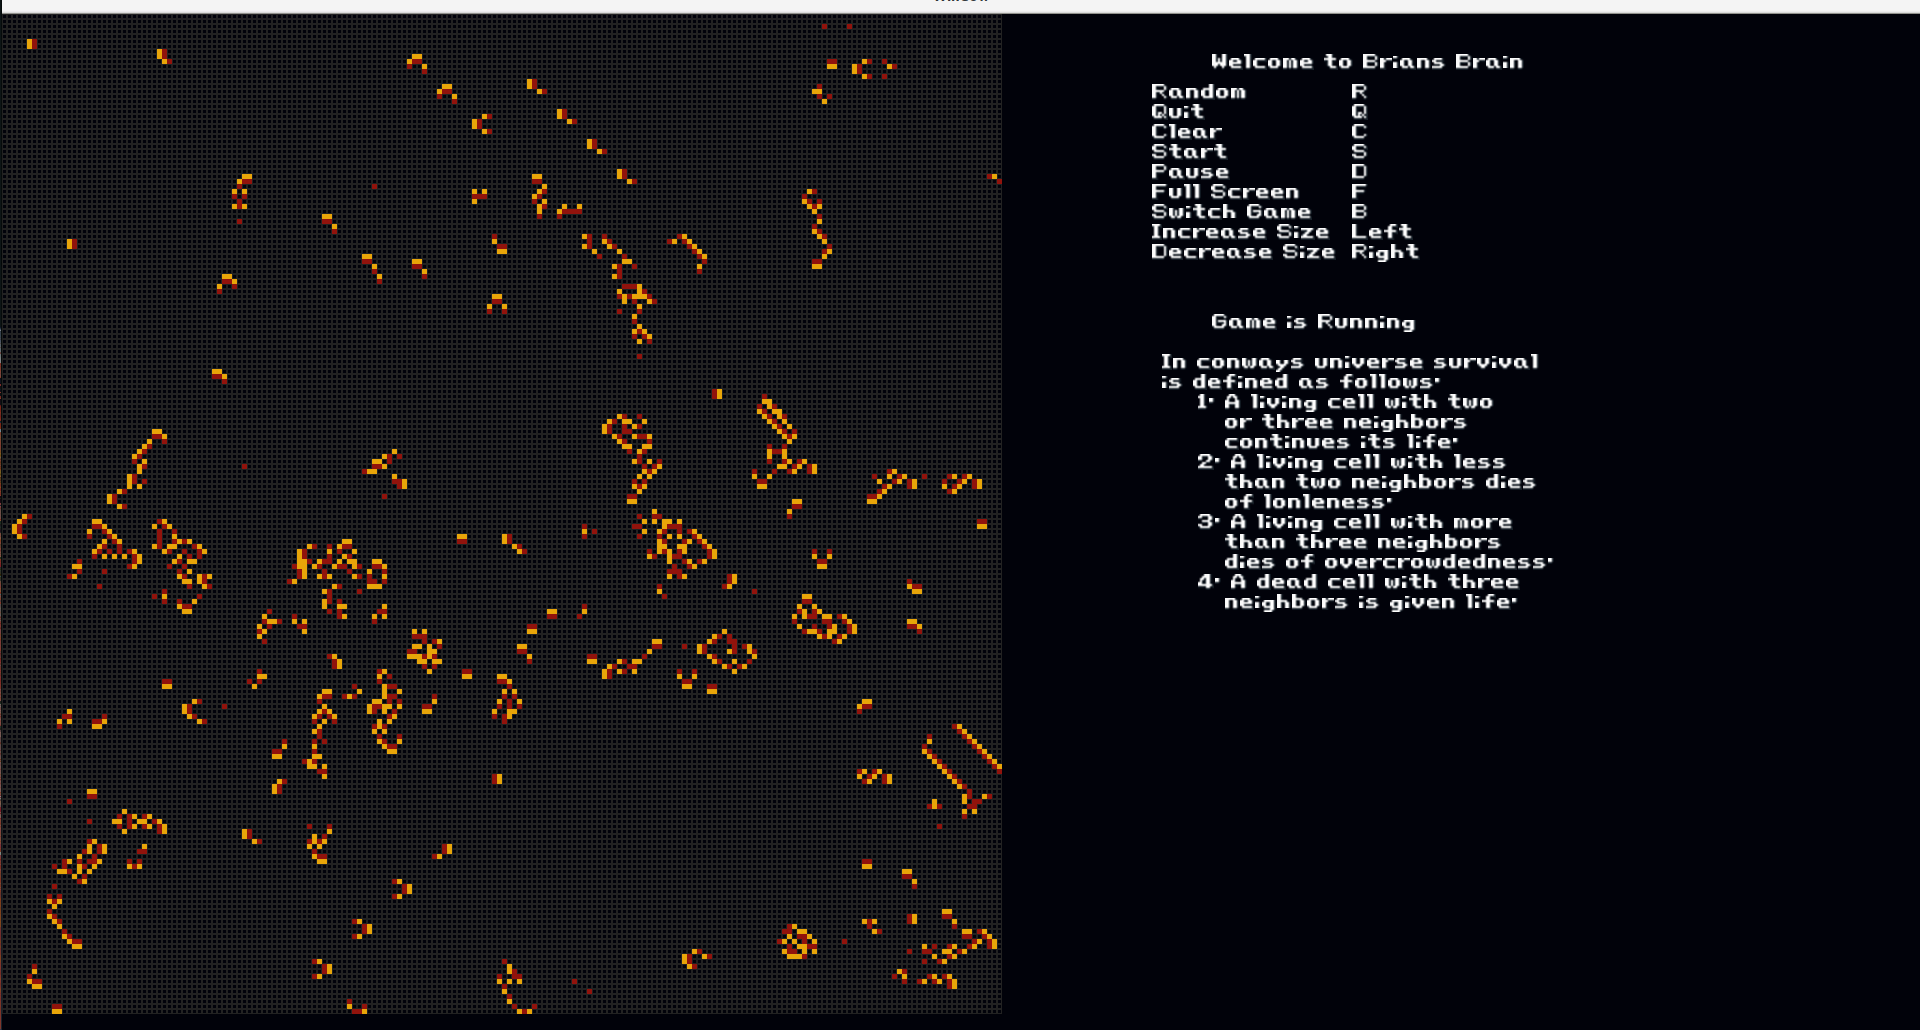 Welcome to Brians Brain
Random R
Quit Q
Clear C
Start S
Pause D
Full Screen F
Switch Game B
Increase Size Left
Decrease Size Right
Game is Running
In conways universe survival
is defined as follows.
1. A living cell with two
or three neighbors
continues its life.
2. A living cell with less
than two neighbors dies
of lonleness.
3. A living cell with more
than three neighbors
dies of overcrowdedness.
4. A dead cell with three
neighbors is given life.